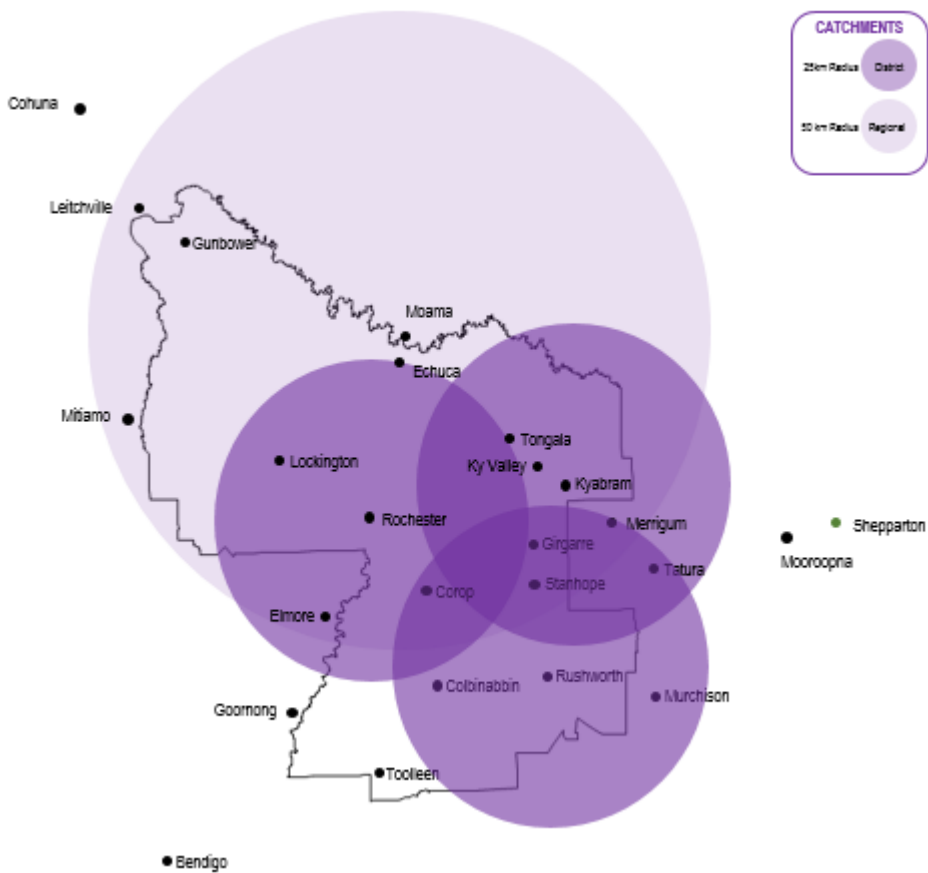 CATCHMENTS
25km Radius District
50 km Radius Regional
Cohuna
Leitchville
Gunbower
Moama
Echuca
Mitiamo
Tongala
Lockington
Ky Valley
Kyabram
Rochester
Merrigum
Shepparton
Girgarre
Mooroopna
Tatura
Stanhope
Corop
Elmore
Rushworth
Colbinabbin
Murchison
Goornong
Toolleen
Bendigo